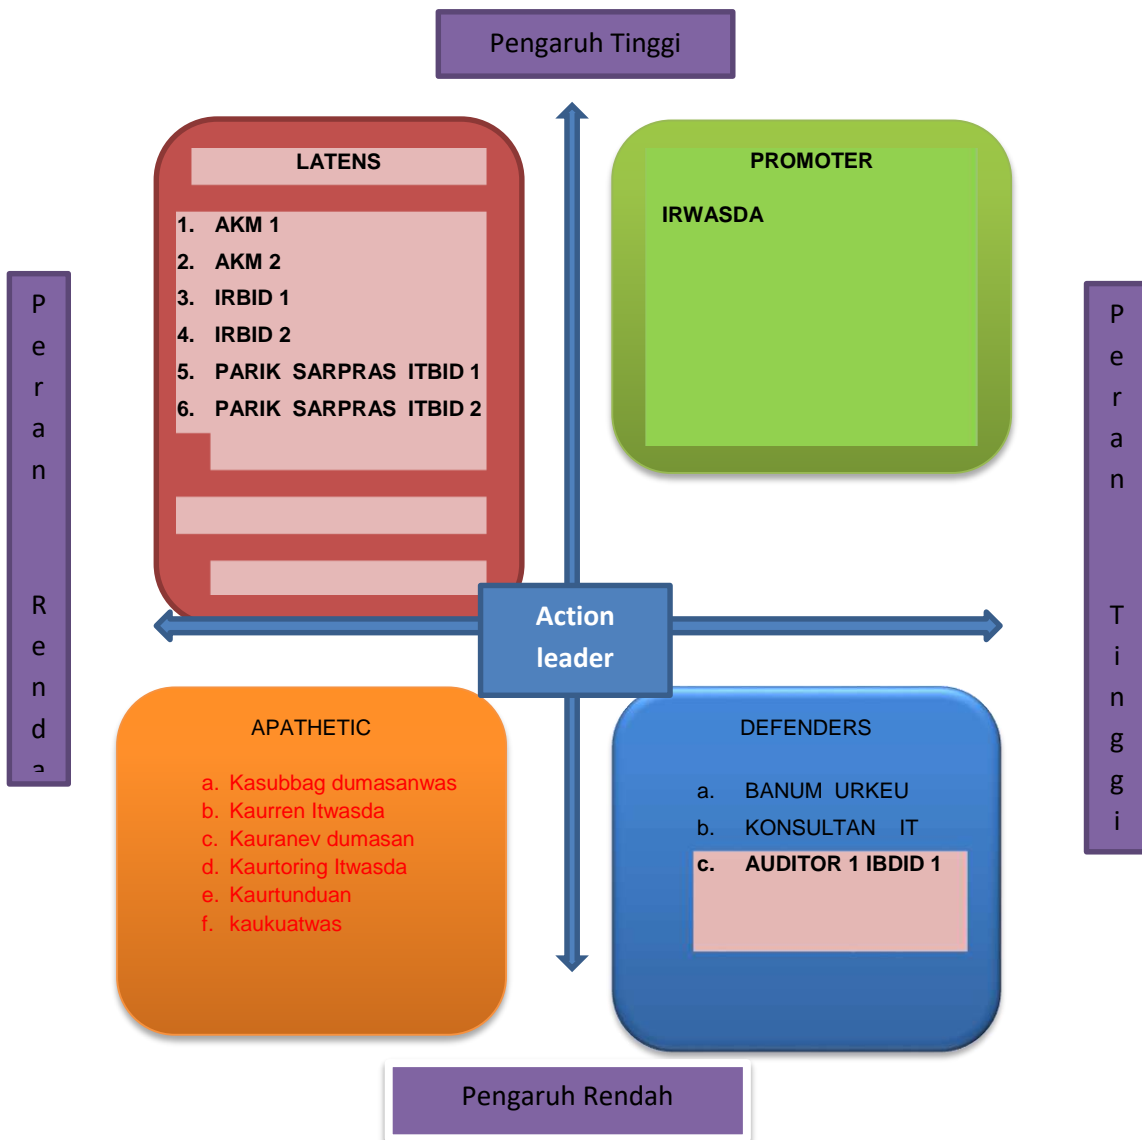 Pengaruh Tinggi
LATENS
1. AKM 1
2. AKM 2
3. IRBID 1
4. IRBID 2
5. PARIK SARPRAS ITBID 1
6. PARIK SARPRAS ITBID 2
PROMOTER
IRWASDA
Peran Renda
Peran Tinggi
Action
leader
APATHETIC
a. Kasubbag dumasanwas
b. Kaurren Itwasda
c. Kauranev dumasan
d. Kaurtoring Itwasda
e. Kaurtunduan
f. kaukuatwas
DEFENDERS
a. BANUM URKEU
b. KONSULTAN IT
c. AUDITOR 1 IBDID 1
Pengaruh Rendah